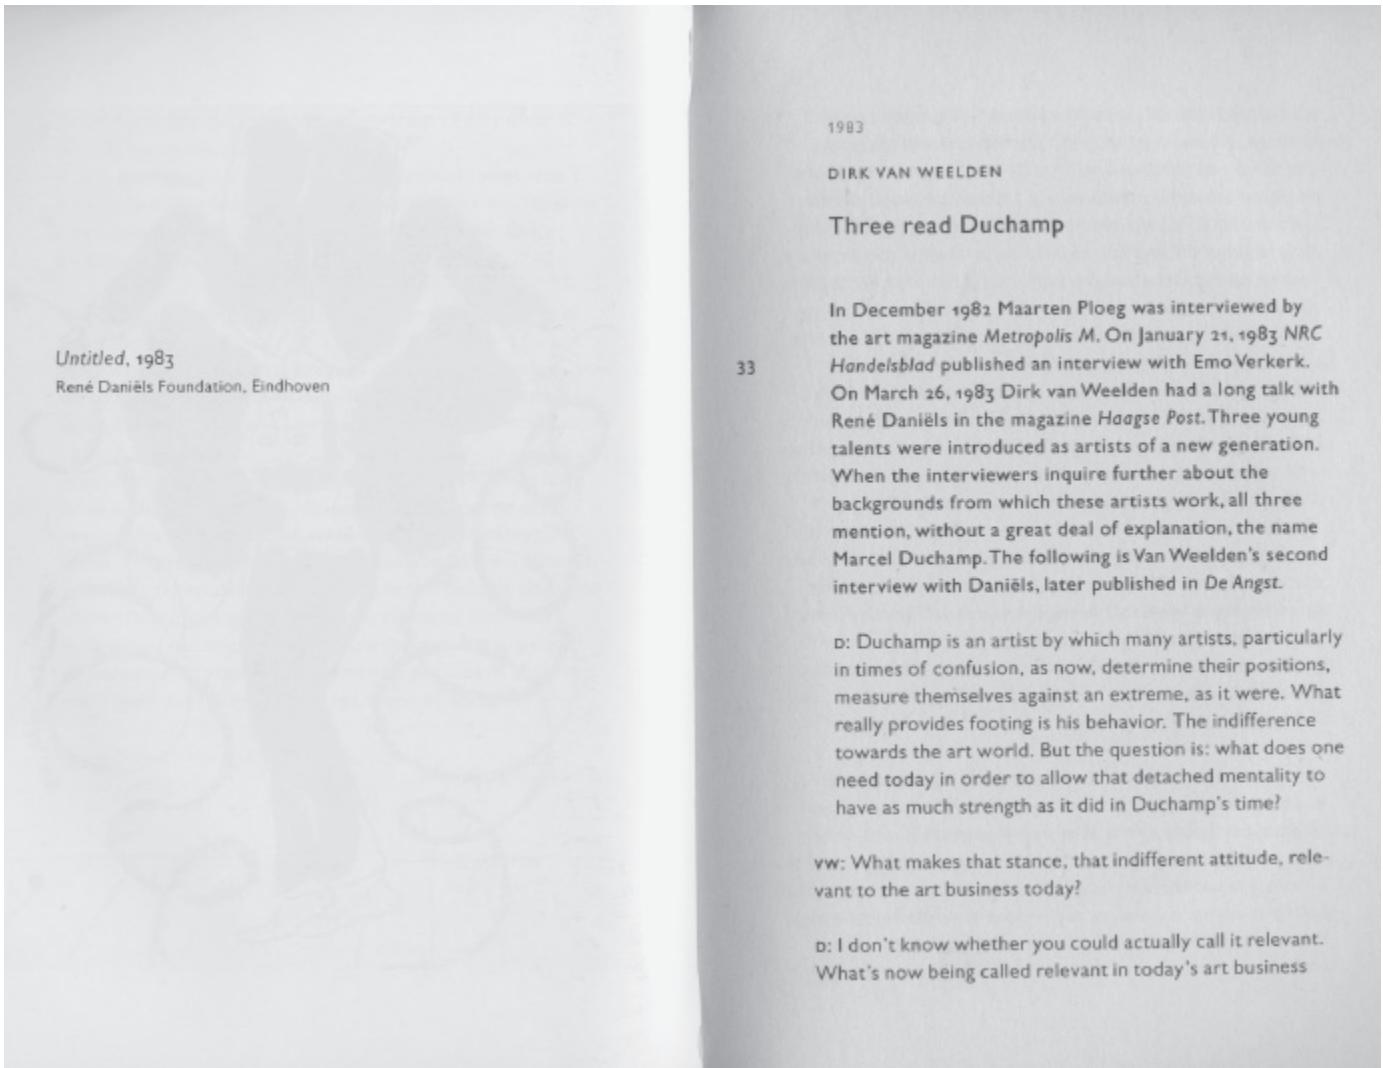 Untitled, 1983
René Daniëls Foundation, Eindhoven
1983
DIRK VAN WEELDEN
Three read Duchamp
33
In December 1982 Maarten Ploeg was interviewed by
the art magazine Metropolis M. On January 21, 1983 NRC
Handelsblad published an interview with Emo Verkerk.
On March 26, 1983 Dirk van Weelden had a long talk with
René Daniëls in the magazine Haagse Post. Three young
talents were introduced as artists of a new generation.
When the interviewers inquire further about the
backgrounds from which these artists work, all three
mention, without a great deal of explanation, the name
Marcel Duchamp. The following is Van Weelden's second
interview with Daniëls, later published in De Angst.
D: Duchamp is an artist by which many artists, particularly
in times of confusion, as now, determine their positions,
measure themselves against an extreme, as it were. What
really provides footing is his behavior. The indifference
towards the art world. But the question is: what does one
need today in order to allow that detached mentality to
have as much strength as it did in Duchamp's time?
VW: What makes that stance, that indifferent attitude, rele-
vant to the art business today?
D: I don't know whether you could actually call it relevant.
What's now being called relevant in today's art business